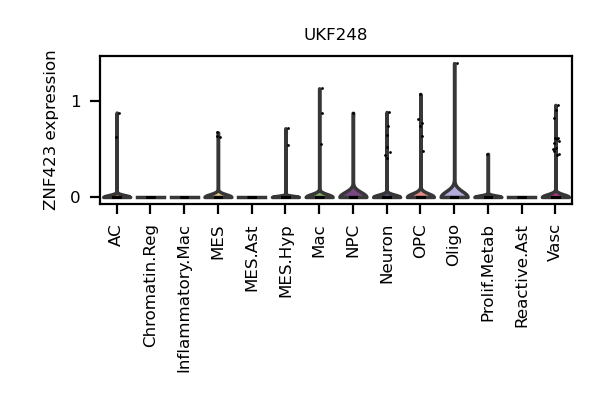 UKF248
ZNF423 expression
1
0
AC
Chromatin.Reg
Inflammatory.Mac
MES
MES.Ast
MES.Hyp
Mac
NPC
Neuron
OPC
Oligo
Prolif.Metab
Reactive.Ast
Vasc